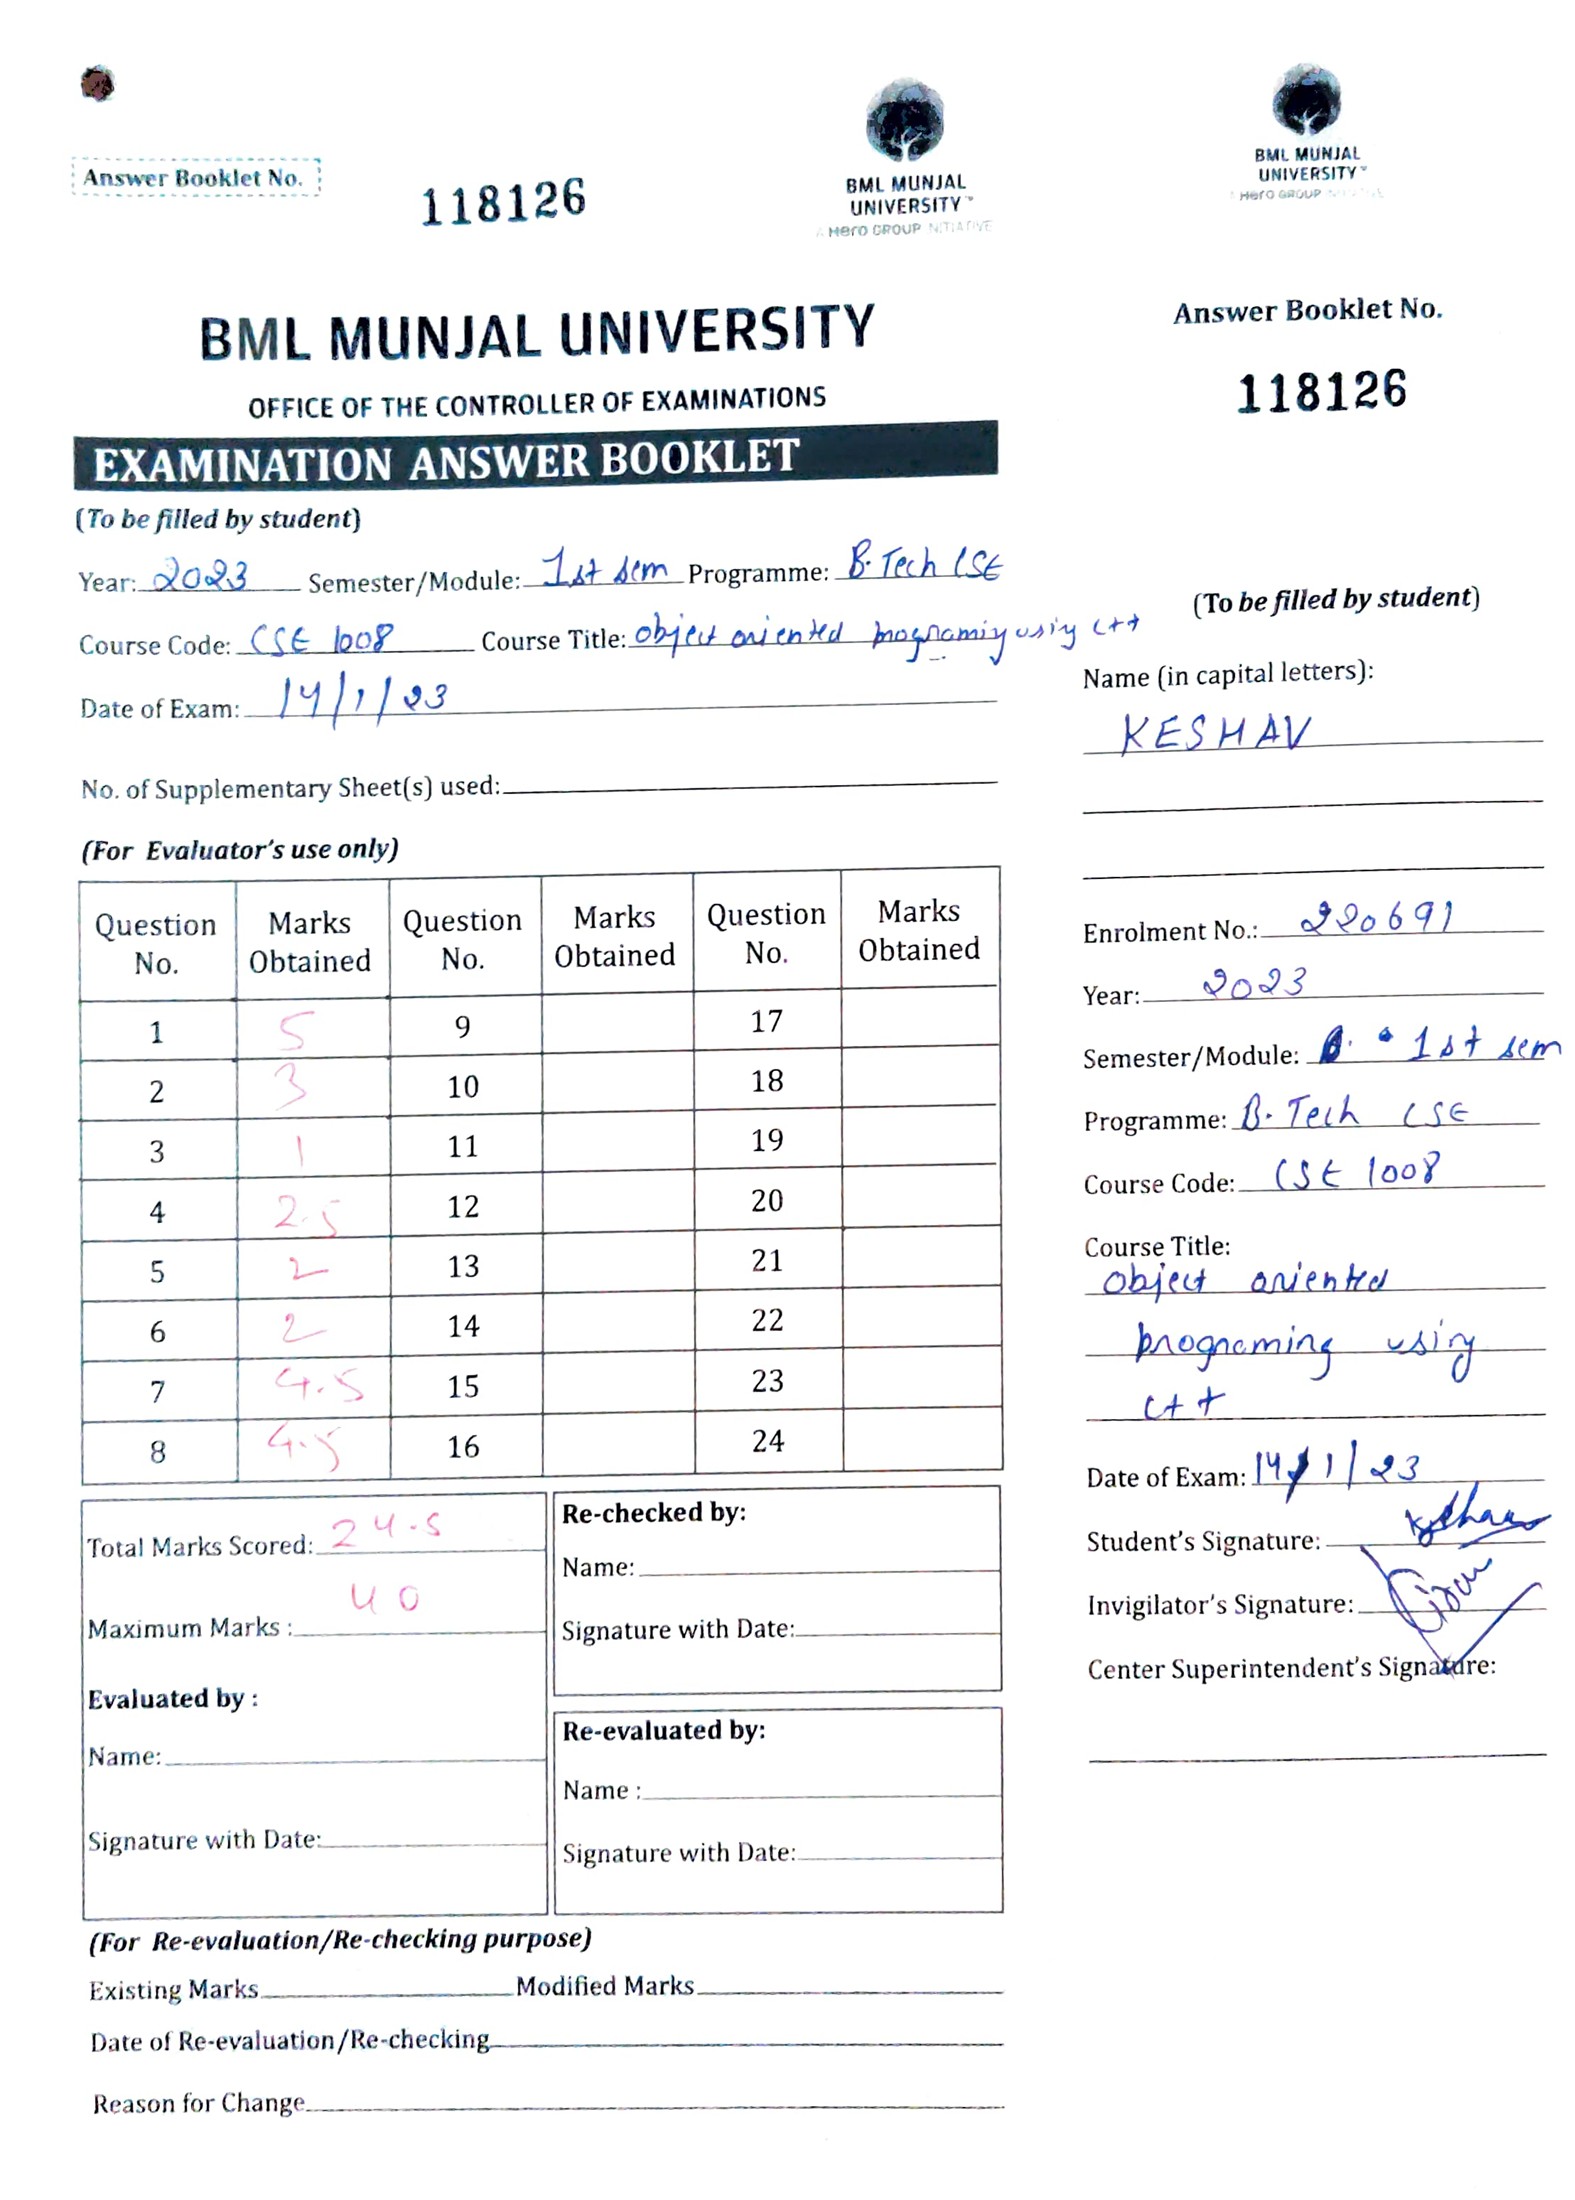 Answer Booklet No.
118126
BML MUNJAL
UNIVERSITY™
A Hero GROUP INITIATIVE
BML MUNJAL UNIVERSITY
OFFICE OF THE CONTROLLER OF EXAMINATIONS
EXAMINATION ANSWER BOOKLET
(To be filled by student)
Year: 2023 Semester/Module: 1st sem Programme: B.Tech CSE
Course Code: CSE 1008 Course Title: object oriented programiy usiy C++
Date of Exam: 14/1/23
No. of Supplementary Sheet(s) used:
(For Evaluator's use only)
Question No. Marks Obtained Question No. Marks Obtained Question No. Marks Obtained
1 5 9 17
2 3 10 18
3 1 11 19
4 2.5 12 20
5 2 13 21
6 2 14 22
7 4.5 15 23
8 4.5 16 24
Total Marks Scored: 24.5
Maximum Marks : 40
Evaluated by :
Name:
Signature with Date:
Re-checked by:
Name:
Signature with Date:
Re-evaluated by:
Name :
Signature with Date:
(For Re-evaluation/Re-checking purpose)
Existing Marks Modified Marks
Date of Re-evaluation/Re-checking
Reason for Change
BML MUNJAL
UNIVERSITY™
A Hero GROUP INITIATIVE
Answer Booklet No.
118126
(To be filled by student)
Name (in capital letters):
KESHAV
Enrolment No.: 220691
Year: 2023
Semester/Module: 1st sem
Programme: B.Tech CSE
Course Code: CSE 1008
Course Title:
object oriented
programing using
C++
Date of Exam: 14/1/23
Student's Signature:
Invigilator's Signature:
Center Superintendent's Signature: